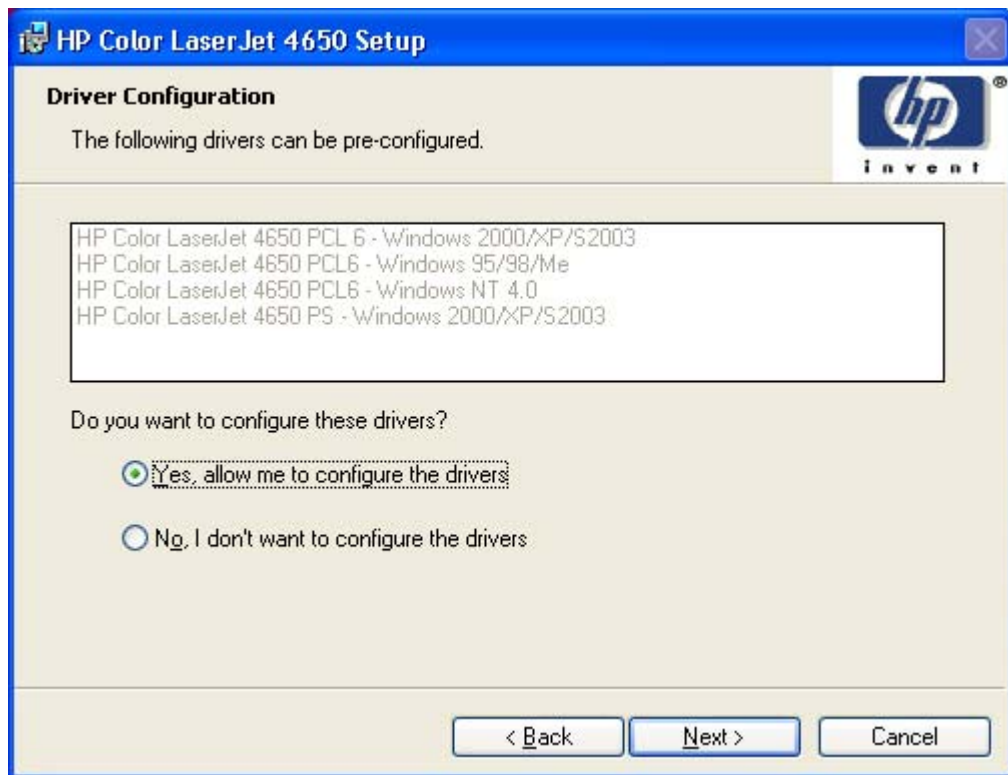 HP Color LaserJet 4650 Setup
Driver Configuration
The following drivers can be pre-configured.
hp
®
invent
HP Color LaserJet 4650 PCL 6 - Windows 2000/XP/S2003
HP Color LaserJet 4650 PCL6 - Windows 95/98/Me
HP Color LaserJet 4650 PCL6 - Windows NT 4.0
HP Color LaserJet 4650 PS - Windows 2000/XP/S2003
Do you want to configure these drivers?
Yes, allow me to configure the drivers
No, I don't want to configure the drivers
< Back
Next >
Cancel